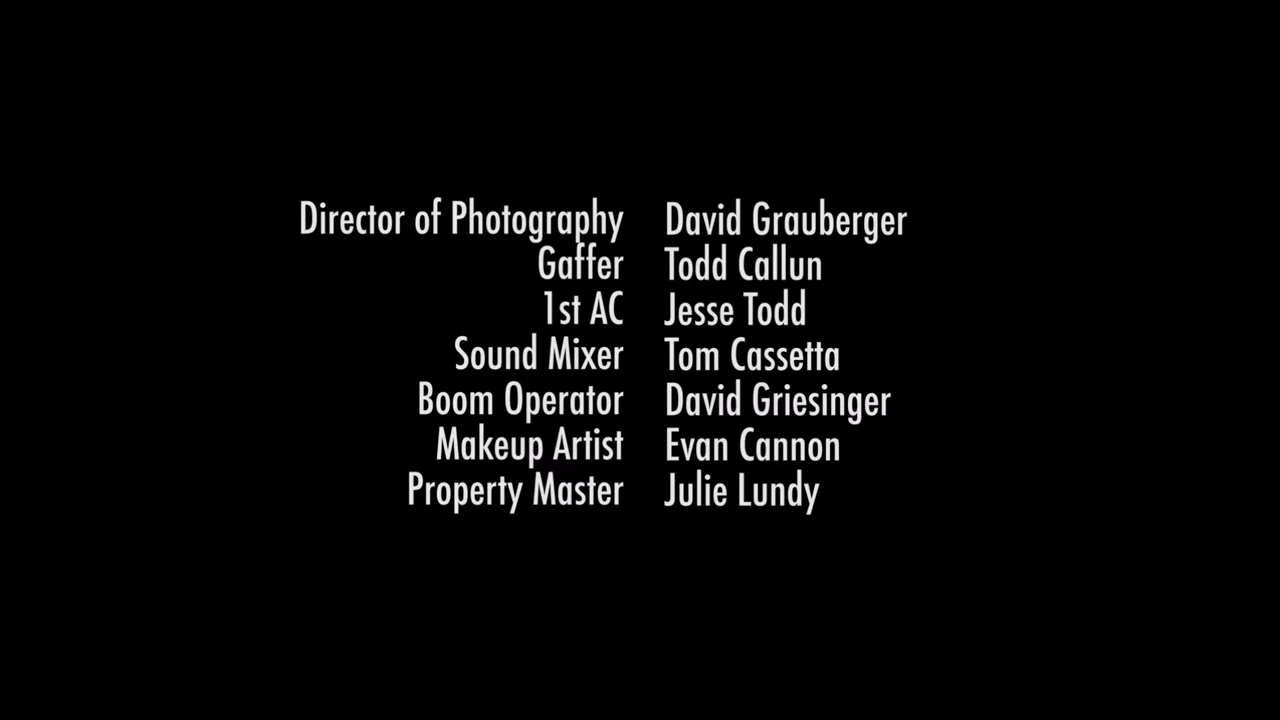 Director of Photography David Grauberger
Gaffer Todd Callun
1st AC Jesse Todd
Sound Mixer Tom Cassetta
Boom Operator David Griesinger
Makeup Artist Evan Cannon
Property Master Julie Lundy